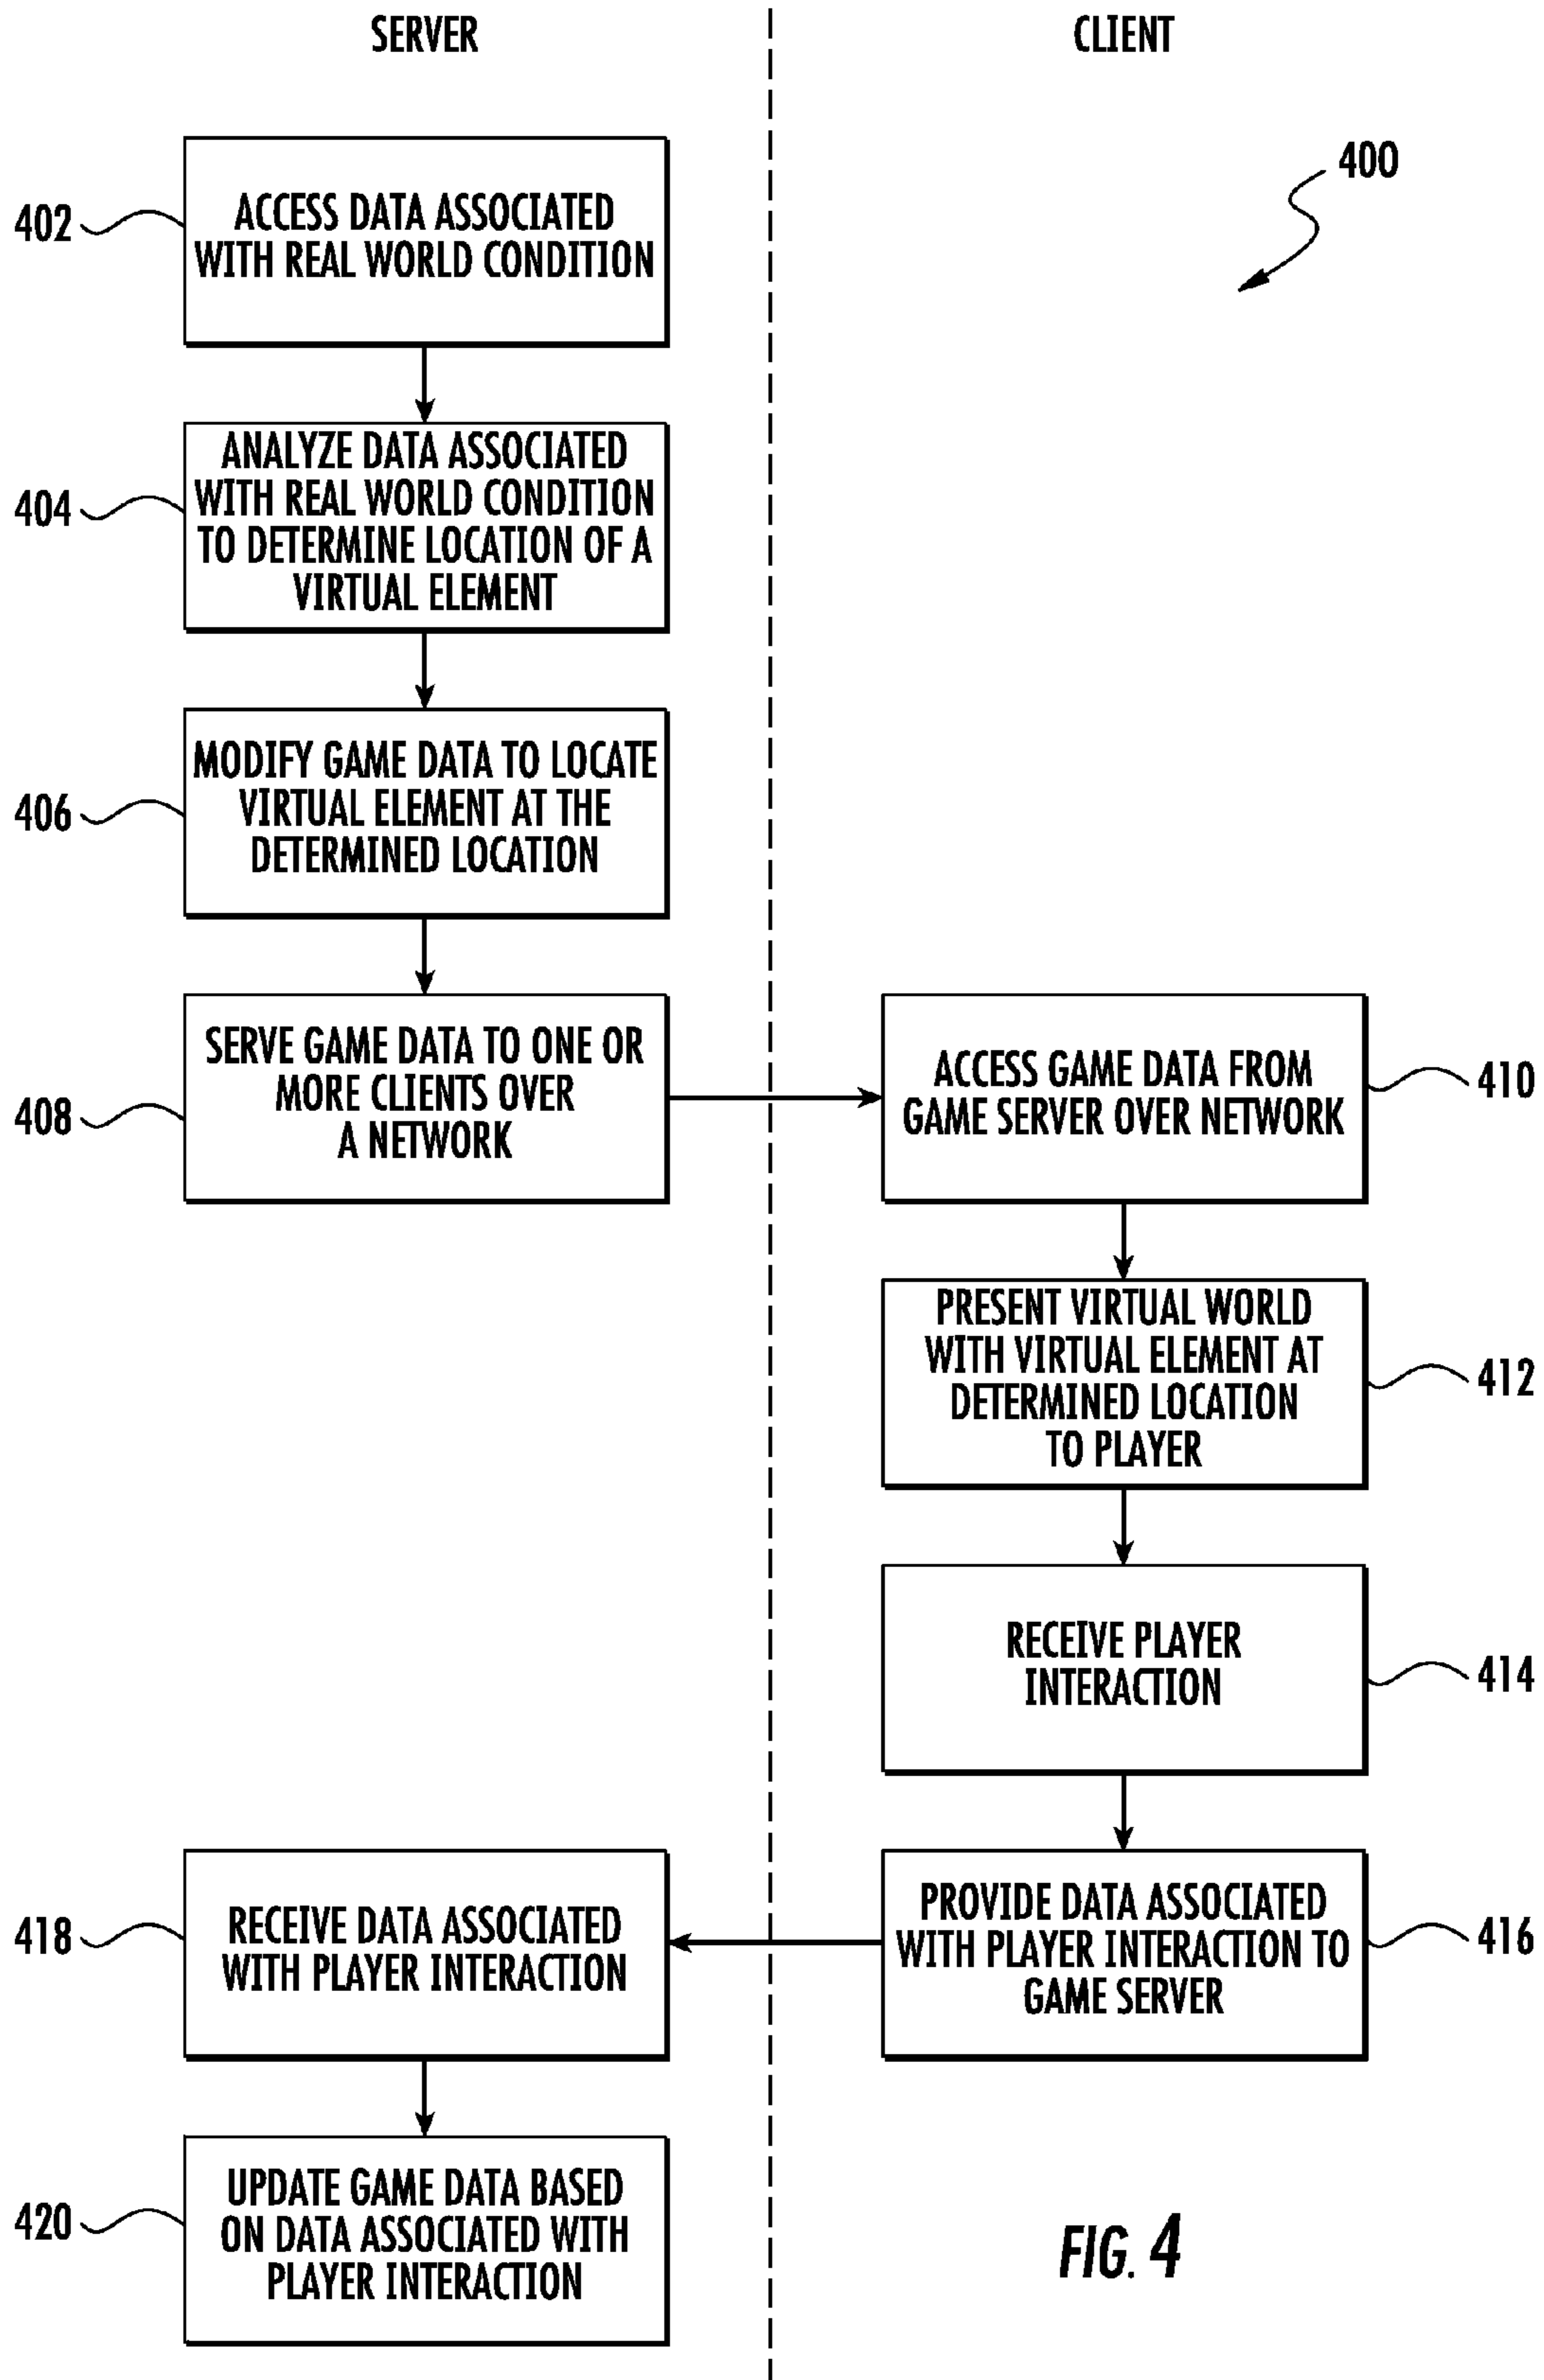 SERVER
CLIENT
400
402
ACCESS DATA ASSOCIATED
WITH REAL WORLD CONDITION
404
ANALYZE DATA ASSOCIATED
WITH REAL WORLD CONDITION
TO DETERMINE LOCATION OF A
VIRTUAL ELEMENT
406
MODIFY GAME DATA TO LOCATE
VIRTUAL ELEMENT AT THE
DETERMINED LOCATION
408
SERVE GAME DATA TO ONE OR
MORE CLIENTS OVER
A NETWORK
ACCESS GAME DATA FROM
GAME SERVER OVER NETWORK
410
PRESENT VIRTUAL WORLD
WITH VIRTUAL ELEMENT AT
DETERMINED LOCATION
TO PLAYER
412
RECEIVE PLAYER
INTERACTION
414
PROVIDE DATA ASSOCIATED
WITH PLAYER INTERACTION TO
GAME SERVER
416
418
RECEIVE DATA ASSOCIATED
WITH PLAYER INTERACTION
420
UPDATE GAME DATA BASED
ON DATA ASSOCIATED WITH
PLAYER INTERACTION
FIG. 4